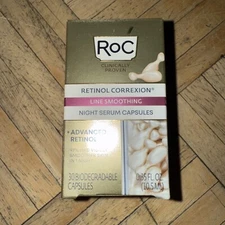 RoC
CLINICALLY
PROVEN
RETINOL CORREXION®
LINE SMOOTHING
NIGHT SERUM CAPSULES
+ADVANCED
RETINOL
30 BIODEGRADABLE
CAPSULES
0.35 FL OZ
(10.5 mL)